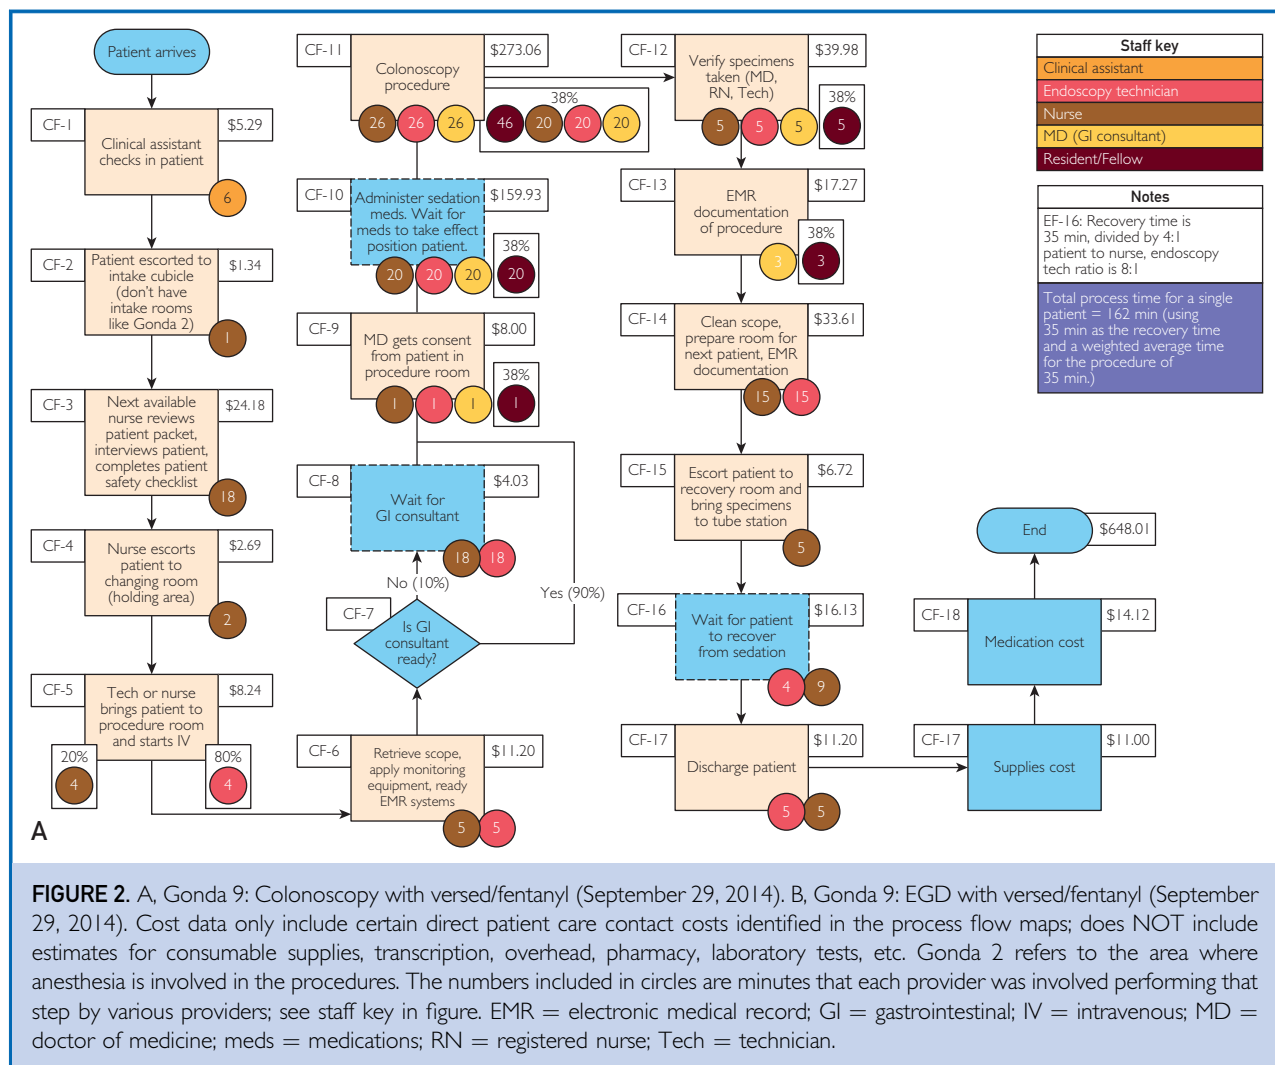 Patient arrives
CF-1
$5.29
Clinical assistant
checks in patient
6
CF-2
$1.34
Patient escorted to
intake cubicle
(don't have
intake rooms
like Gonda 2)
1
CF-3
$24.18
Next available
nurse reviews
patient packet,
interviews patient,
completes patient
safety checklist
18
CF-4
$2.69
Nurse escorts
patient to
changing room
(holding area)
2
CF-5
$8.24
Tech or nurse
brings patient to
procedure room
and starts IV
20%
4
80%
4
A
CF-6
$11.20
Retrieve scope,
apply monitoring
equipment, ready
EMR systems
5
5
CF-7
Is GI
consultant
ready?
No (10%)
Yes (90%)
CF-8
$4.03
Wait for
GI consultant
18
18
CF-9
$8.00
MD gets consent
from patient in
procedure room
38%
1
1
1
1
CF-10
$159.93
Administer sedation
meds. Wait for
meds to take effect
position patient.
38%
20
20
20
20
CF-11
$273.06
Colonoscopy
procedure
26
26
26
38%
46
20
20
20
CF-12
$39.98
Verify specimens
taken (MD,
RN, Tech)
5
5
5
38%
5
CF-13
$17.27
EMR
documentation
of procedure
3
38%
3
CF-14
$33.61
Clean scope,
prepare room for
next patient, EMR
documentation
15
15
CF-15
$6.72
Escort patient to
recovery room and
bring specimens
to tube station
5
CF-16
$16.13
Wait for patient
to recover
from sedation
4
9
CF-17
$11.20
Discharge patient
5
5
CF-17
$11.00
Supplies cost
CF-18
$14.12
Medication cost
End
$648.01
Staff key
Clinical assistant
Endoscopy technician
Nurse
MD (GI consultant)
Resident/Fellow
Notes
EF-16: Recovery time is
35 min, divided by 4:1
patient to nurse, endoscopy
tech ratio is 8:1
Total process time for a single
patient = 162 min (using
35 min as the recovery time
and a weighted average time
for the procedure of
35 min.)
FIGURE 2. A, Gonda 9: Colonoscopy with versed/fentanyl (September 29, 2014). B, Gonda 9: EGD with versed/fentanyl (September
29, 2014). Cost data only include certain direct patient care contact costs identified in the process flow maps; does NOT include
estimates for consumable supplies, transcription, overhead, pharmacy, laboratory tests, etc. Gonda 2 refers to the area where
anesthesia is involved in the procedures. The numbers included in circles are minutes that each provider was involved performing that
step by various providers; see staff key in figure. EMR = electronic medical record; GI = gastrointestinal; IV = intravenous; MD =
doctor of medicine; meds = medications; RN = registered nurse; Tech = technician.